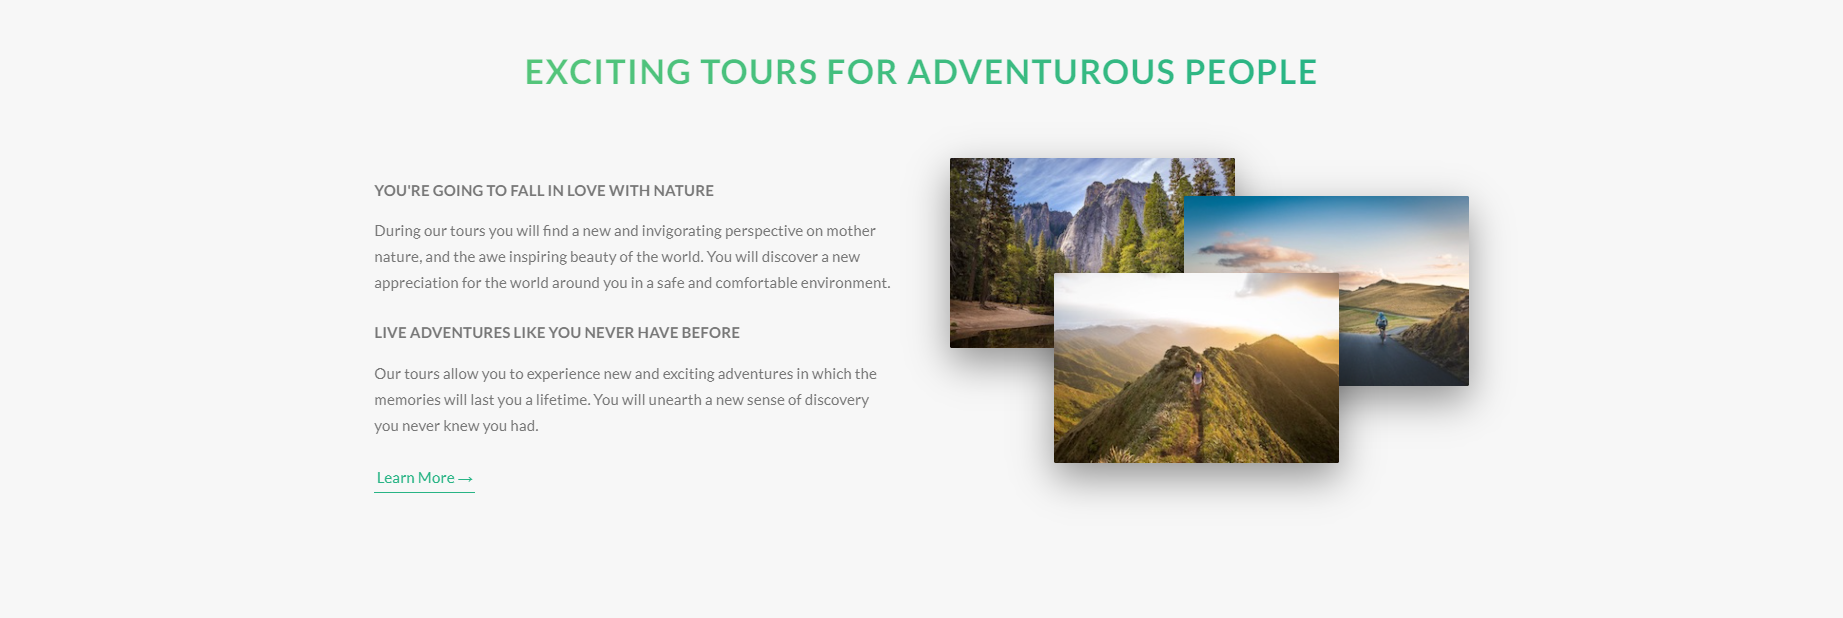 EXCITING TOURS FOR ADVENTUROUS PEOPLE
YOU'RE GOING TO FALL IN LOVE WITH NATURE
During our tours you will find a new and invigorating perspective on mother
nature, and the awe inspiring beauty of the world. You will discover a new
appreciation for the world around you in a safe and comfortable environment.
LIVE ADVENTURES LIKE YOU NEVER HAVE BEFORE
Our tours allow you to experience new and exciting adventures in which the
memories will last you a lifetime. You will unearth a new sense of discovery
you never knew you had.
Learn More →